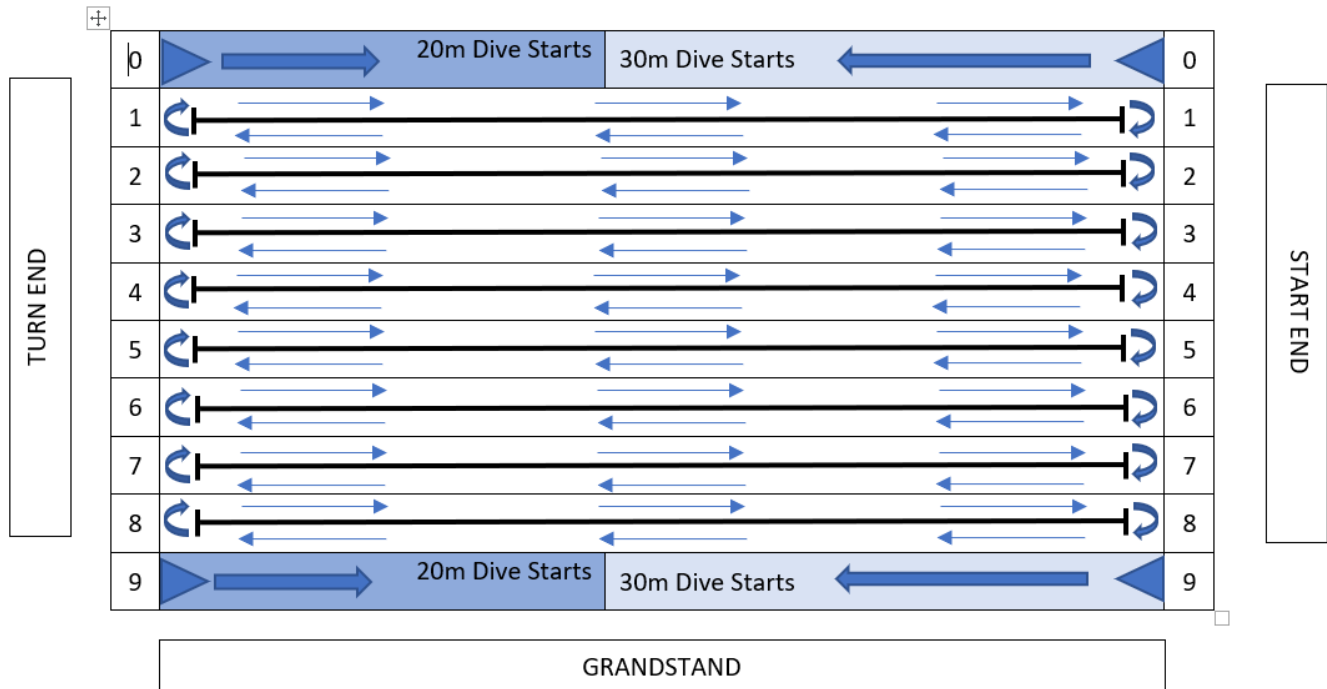 0 20m Dive Starts 30m Dive Starts 0
1 1
2 2
3 3
4 4
5 5
6 6
7 7
8 8
9 20m Dive Starts 30m Dive Starts 9
TURN END
START END
GRANDSTAND